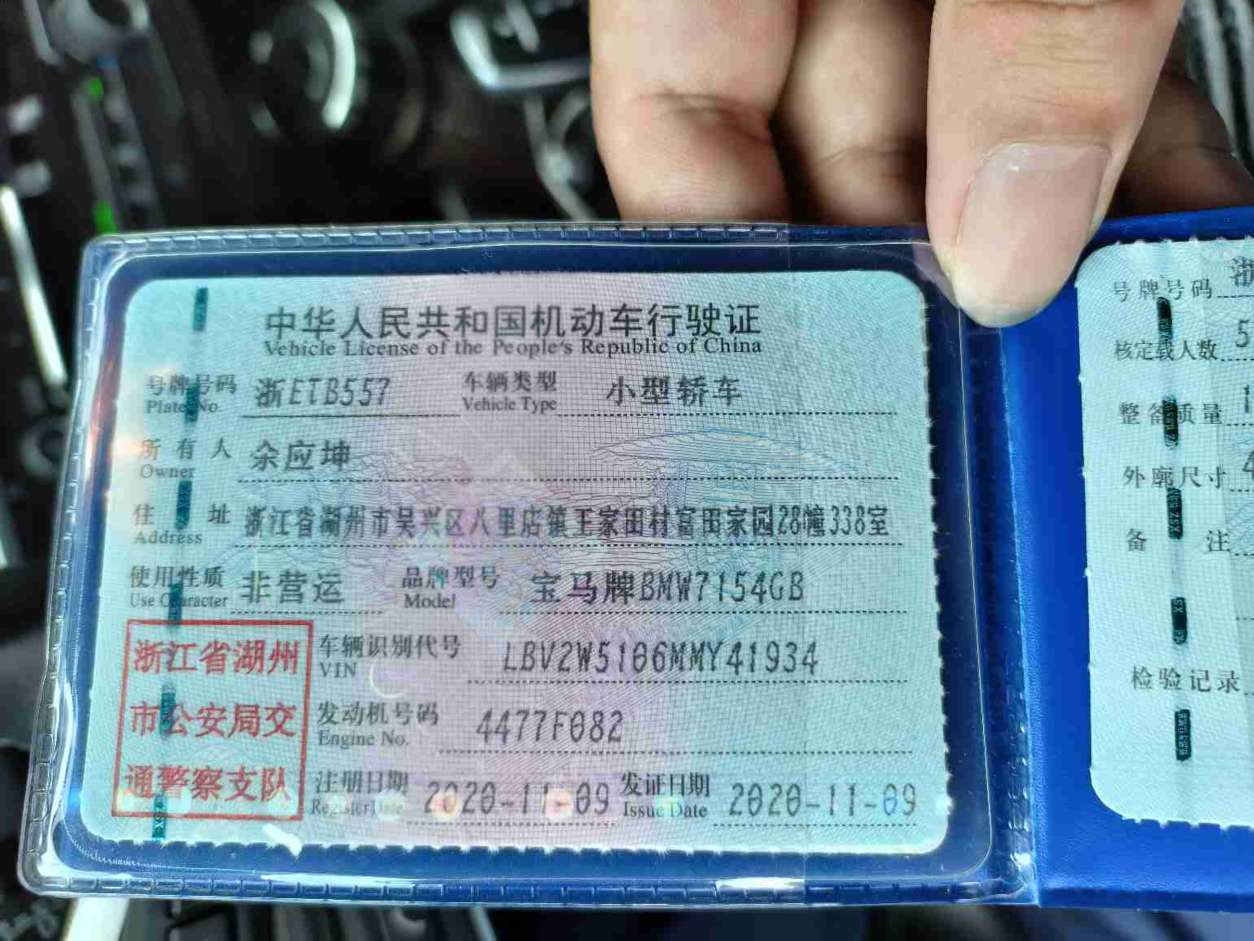 中华人民共和国机动车行驶证
Vehicle License of the People's Republic of China
号牌号码 浙ETB557 车辆类型 小型轿车
Plate No. Vehicle Type
所有人 余应坤
Owner
住址 浙江省湖州市吴兴区八里店镇王家田村富田家园28幢338室
Address
使用性质 非营运 品牌型号 宝马牌BMW7154GB
Use Character Model
浙江省湖州
市公安局交
通警察支队
车辆识别代号 LBV2W5106MMY41934
VIN
发动机号码 4477F082
Engine No.
注册日期 2020-11-09 发证日期 2020-11-09
Register Date Issue Date
号牌号码 浙
核定载人数 5
整备质量
外廓尺寸 4
备注
检验记录